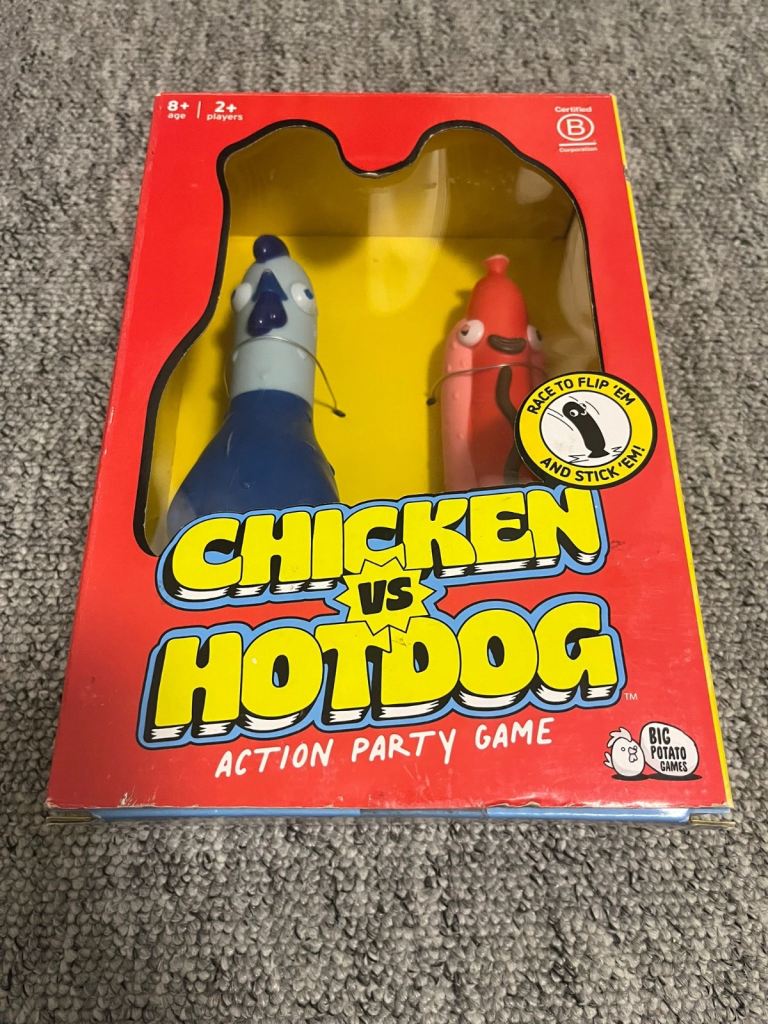 8+ | 2+
age players
Certified
B
Corporation
RACE TO FLIP 'EM
AND STICK 'EM!
CHICKEN
VS
HOTDOG
TM
ACTION PARTY GAME
BIG
POTATO
GAMES